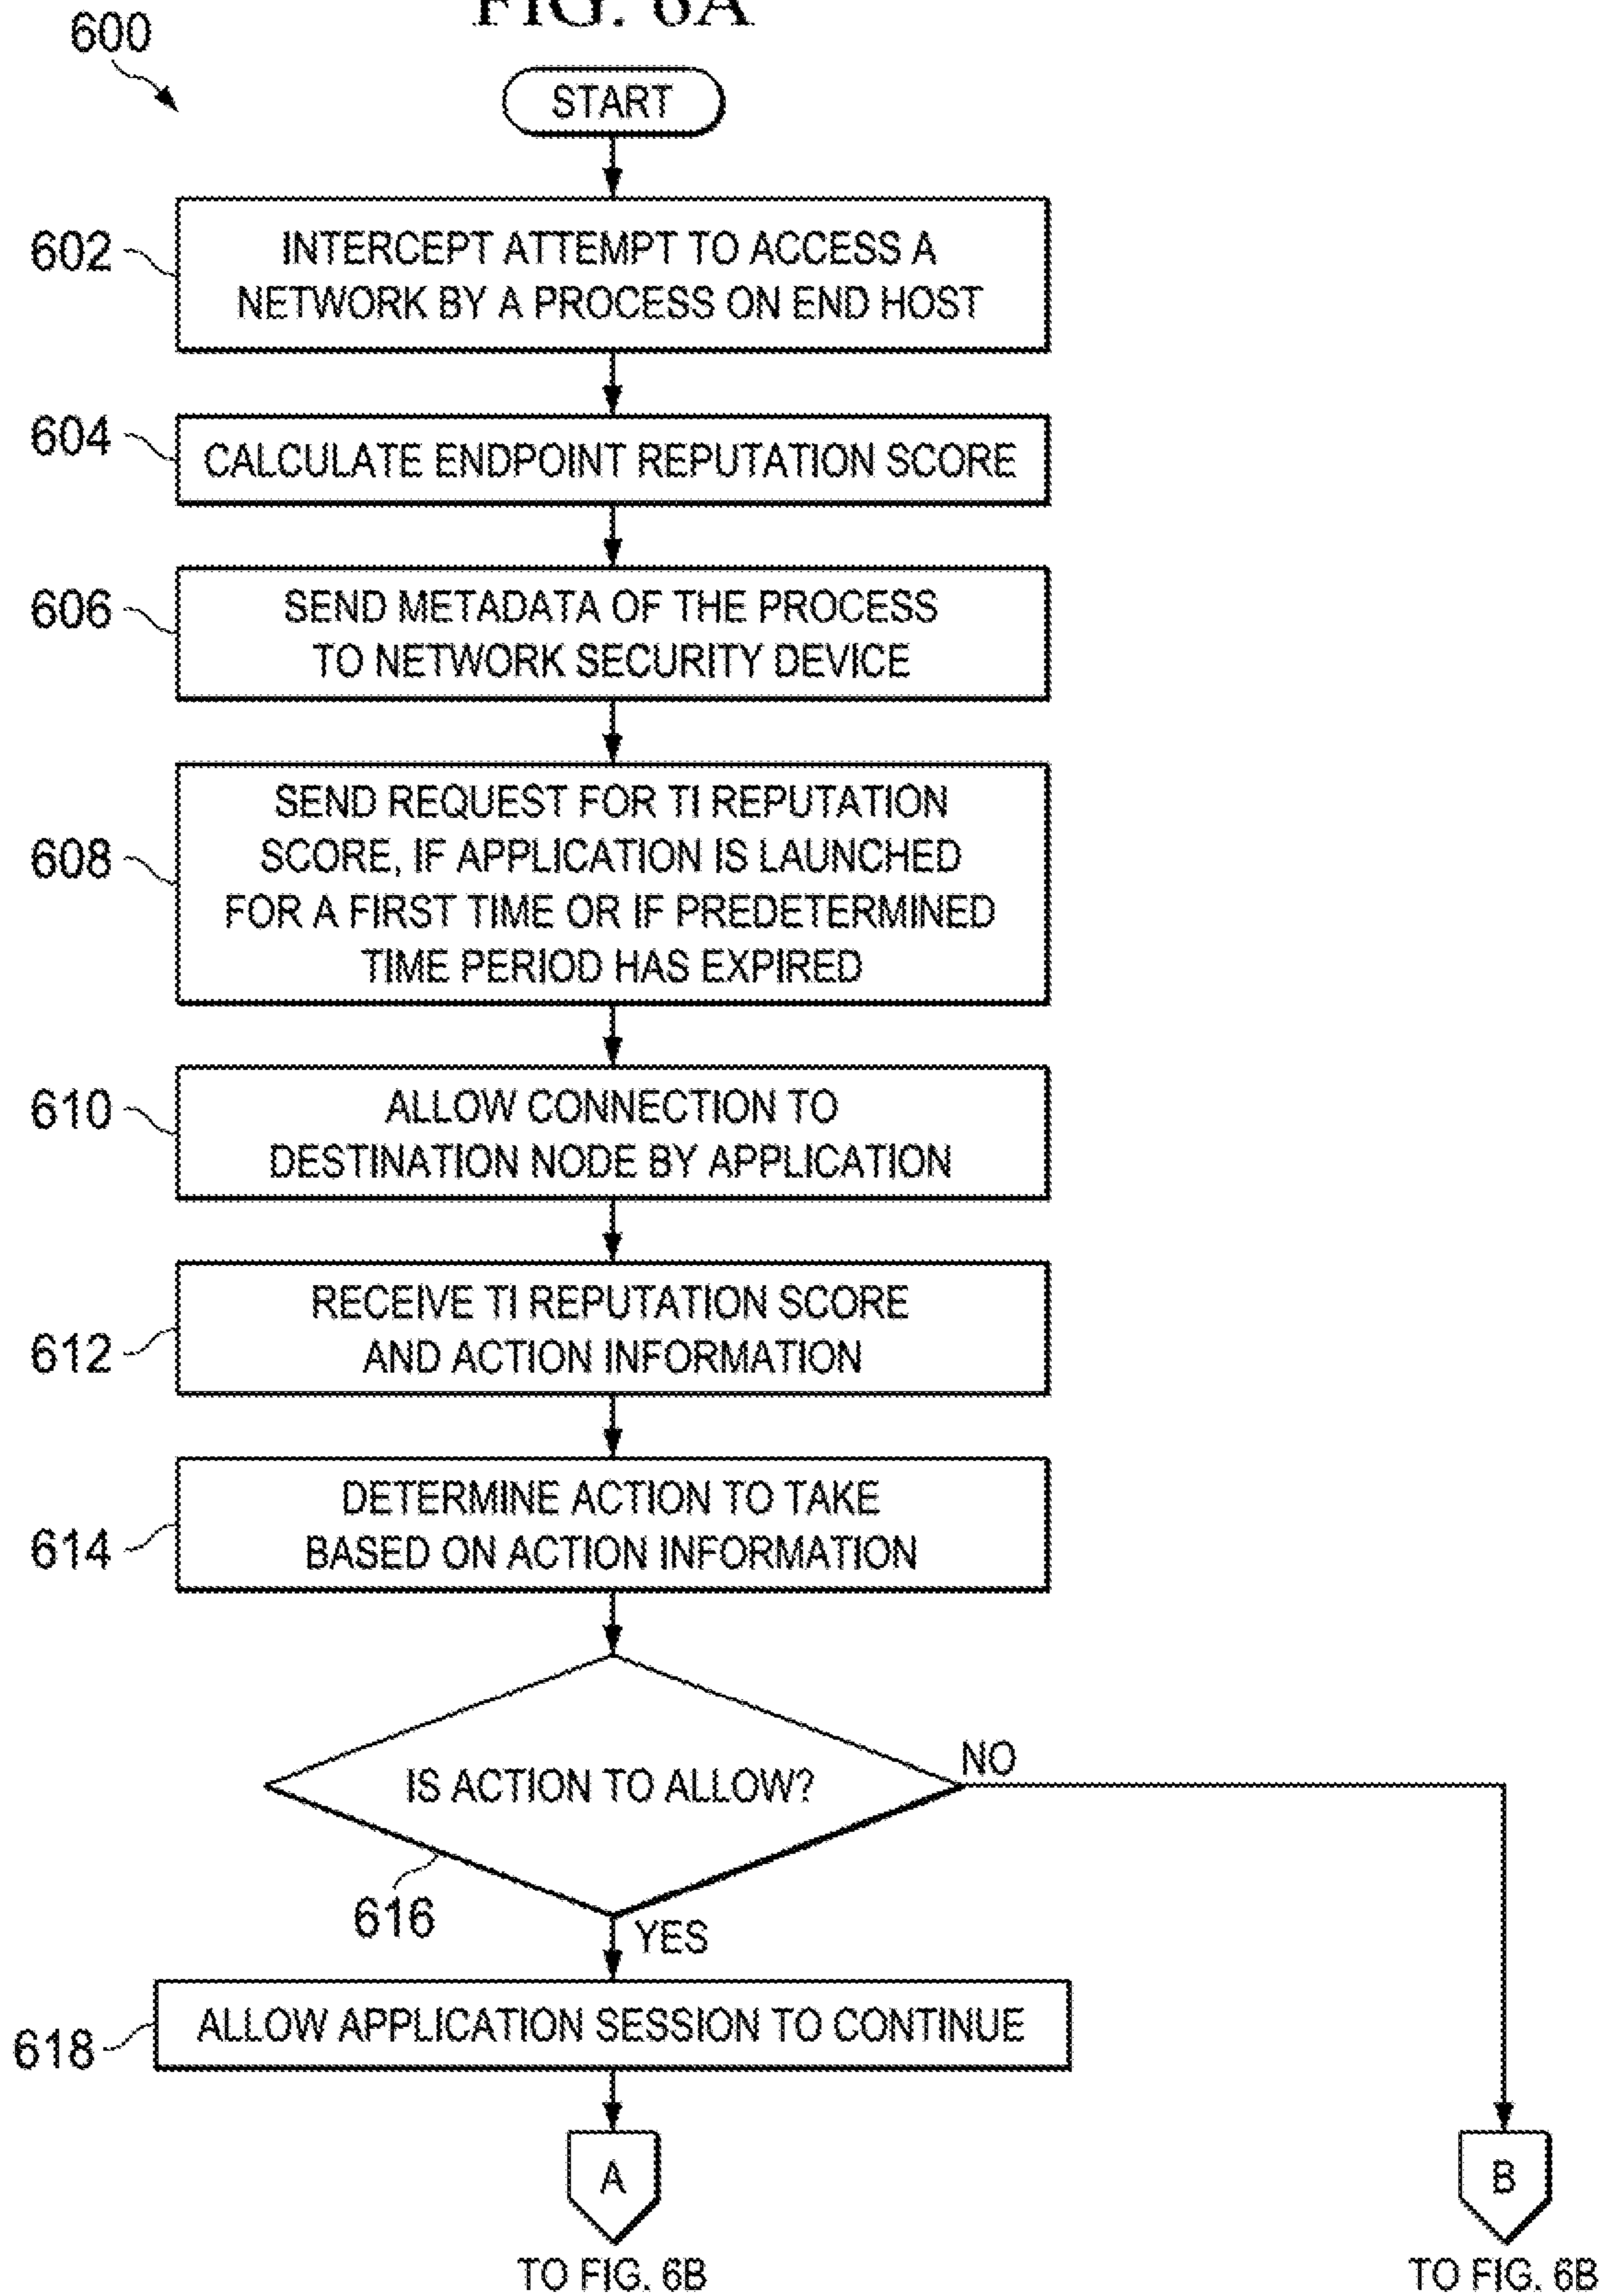 FIG. 6A
600
START
602
INTERCEPT ATTEMPT TO ACCESS A
NETWORK BY A PROCESS ON END HOST
604
CALCULATE ENDPOINT REPUTATION SCORE
606
SEND METADATA OF THE PROCESS
TO NETWORK SECURITY DEVICE
608
SEND REQUEST FOR TI REPUTATION
SCORE, IF APPLICATION IS LAUNCHED
FOR A FIRST TIME OR IF PREDETERMINED
TIME PERIOD HAS EXPIRED
610
ALLOW CONNECTION TO
DESTINATION NODE BY APPLICATION
612
RECEIVE TI REPUTATION SCORE
AND ACTION INFORMATION
614
DETERMINE ACTION TO TAKE
BASED ON ACTION INFORMATION
IS ACTION TO ALLOW?
NO
616
YES
618
ALLOW APPLICATION SESSION TO CONTINUE
A
B
TO FIG. 6B
TO FIG. 6B